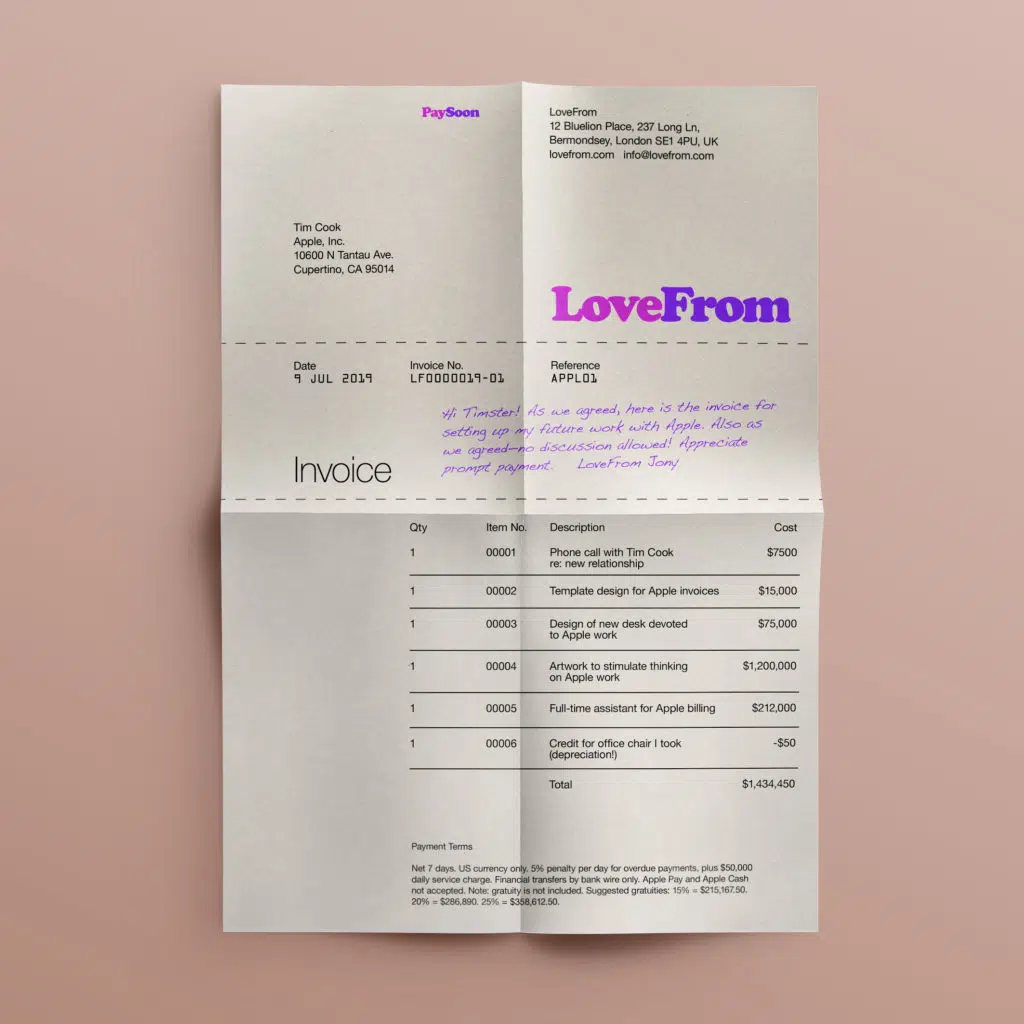 PaySoon
LoveFrom
12 Bluelion Place, 237 Long Ln,
Bermondsey, London SE1 4PU, UK
lovefrom.com info@lovefrom.com
Tim Cook
Apple, Inc.
10600 N Tantau Ave.
Cupertino, CA 95014
LoveFrom
Date Invoice No. Reference
9 JUL 2019 LF0000019-01 APPL01
Hi Timster! As we agreed, here is the invoice for
setting up my future work with Apple. Also as
we agreed—no discussion allowed! Appreciate
prompt payment. LoveFrom Jony
Invoice
Qty Item No. Description Cost
1 00001 Phone call with Tim Cook $7500
re: new relationship
1 00002 Template design for Apple invoices $15,000
1 00003 Design of new desk devoted $75,000
to Apple work
1 00004 Artwork to stimulate thinking $1,200,000
on Apple work
1 00005 Full-time assistant for Apple billing $212,000
1 00006 Credit for office chair I took -$50
(depreciation!)
Total $1,434,450
Payment Terms
Net 7 days. US currency only. 5% penalty per day for overdue payments, plus $50,000
daily service charge. Financial transfers by bank wire only. Apple Pay and Apple Cash
not accepted. Note: gratuity is not included. Suggested gratuities: 15% = $215,167.50.
20% = $286,890. 25% = $358,612.50.